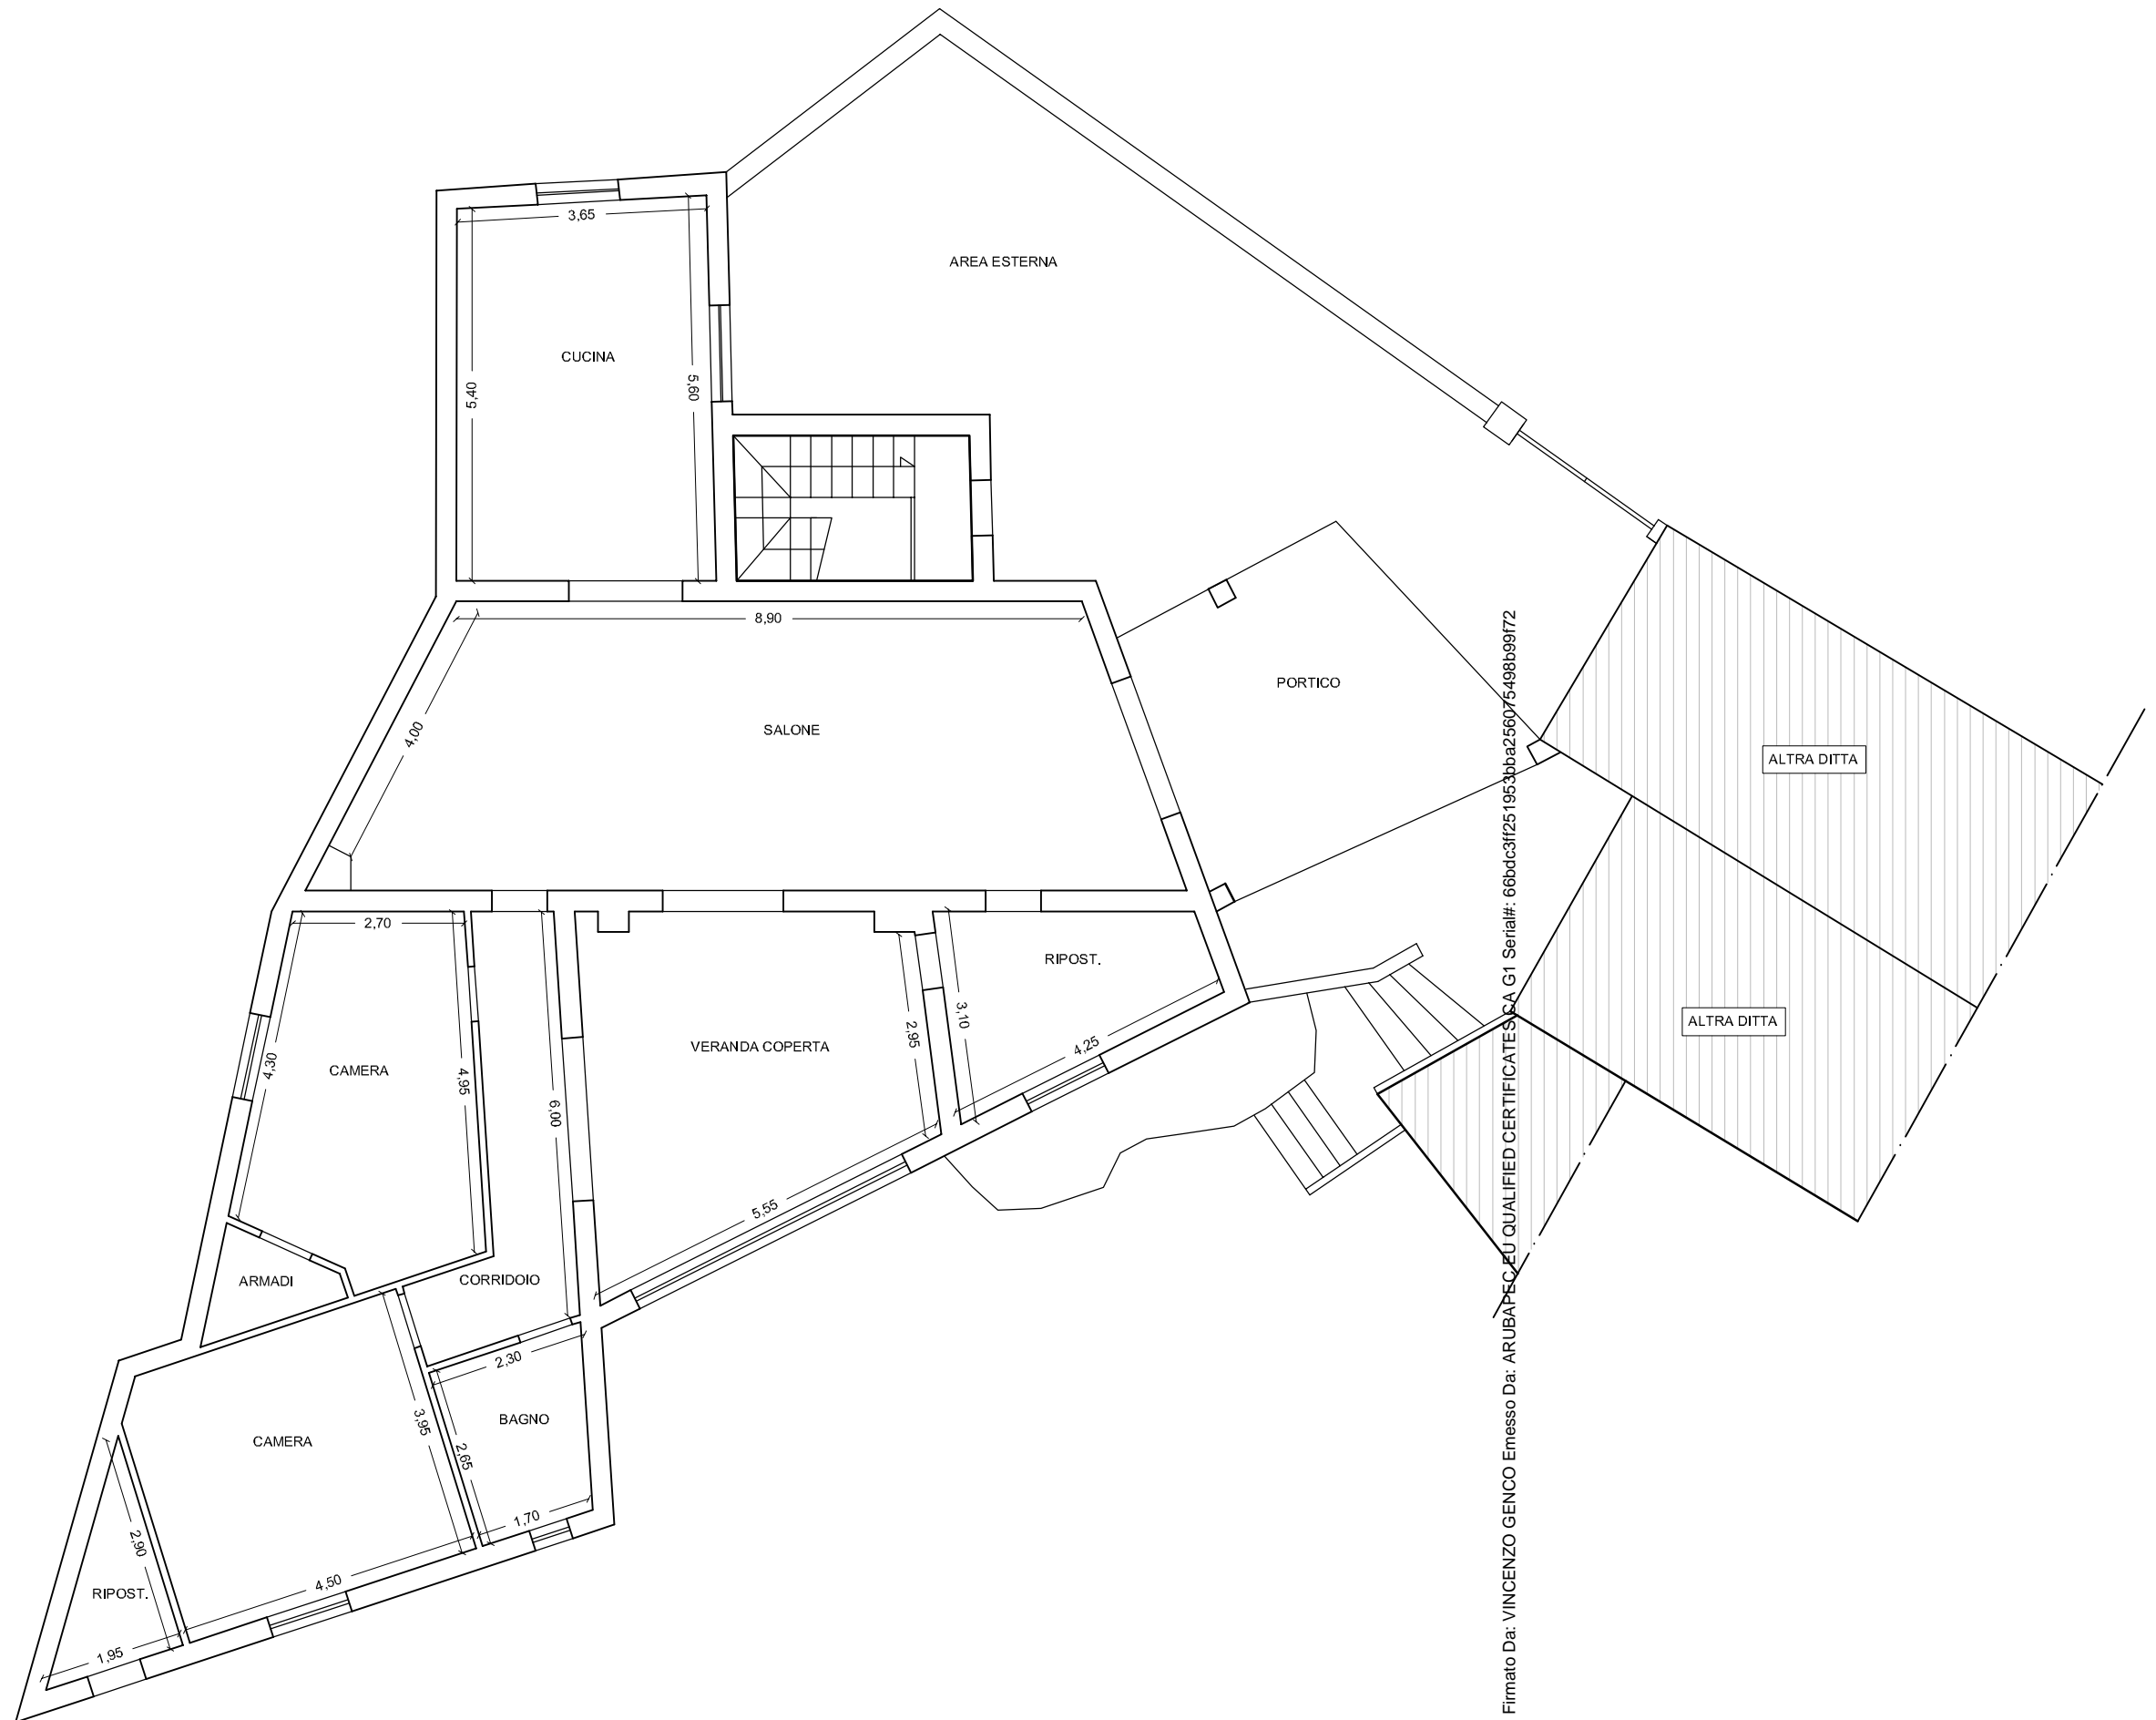 3,65
AREA ESTERNA
CUCINA
5,40
5,60
8,90
4,00
SALONE
PORTICO
ALTRA DITTA
2,70
RIPOST.
3,10
2,95
4,25
VERANDA COPERTA
ALTRA DITTA
4,30
CAMERA
4,95
6,00
5,55
ARMADI
CORRIDOIO
2,30
3,95
BAGNO
CAMERA
2,65
1,70
2,90
4,50
RIPOST.
1,95
Firmato Da: VINCENZO GENCO Emesso Da: ARUBAPEC EU QUALIFIED CERTIFICATES CA G1 Serial#: 66bdc3ff251953bba256075498b99f72